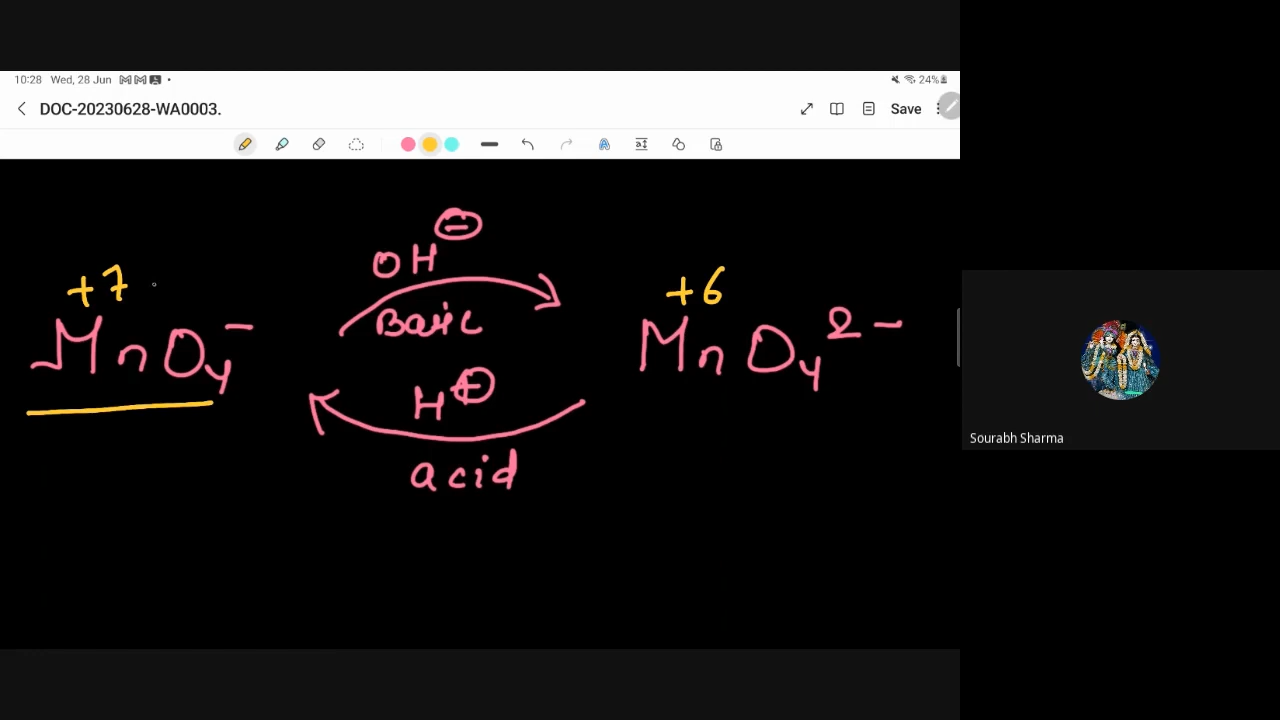 10:28 Wed, 28 Jun
24%
DOC-20230628-WA0003.
Save
OH⊖
+7
+6
Basic
MnO4-
MnO4 2-
H⊕
acid
Sourabh Sharma